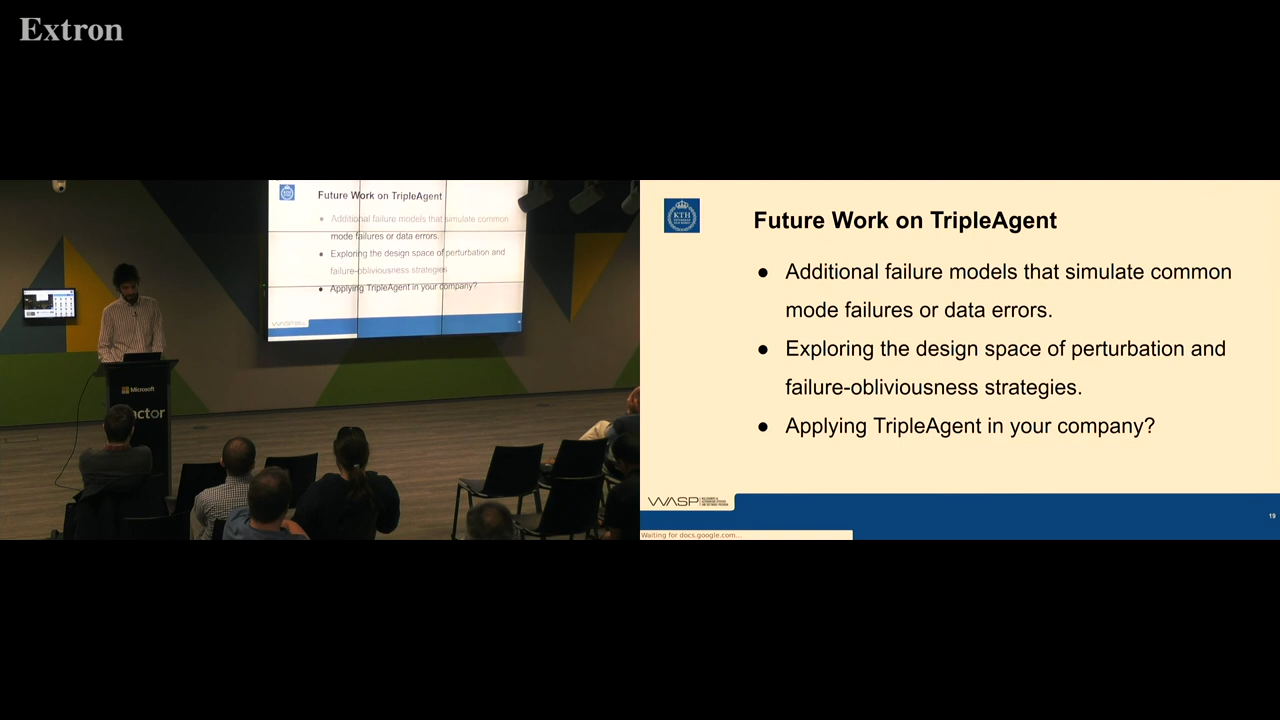 Extron
Future Work on TripleAgent
● Additional failure models that simulate common
mode failures or data errors.
● Exploring the design space of perturbation and
failure-obliviousness strategies
● Applying TripleAgent in your company?
WASP
Microsoft
actor
KTH
Future Work on TripleAgent
● Additional failure models that simulate common
mode failures or data errors.
● Exploring the design space of perturbation and
failure-obliviousness strategies.
● Applying TripleAgent in your company?
WASP
19
Waiting for docs.google.com...